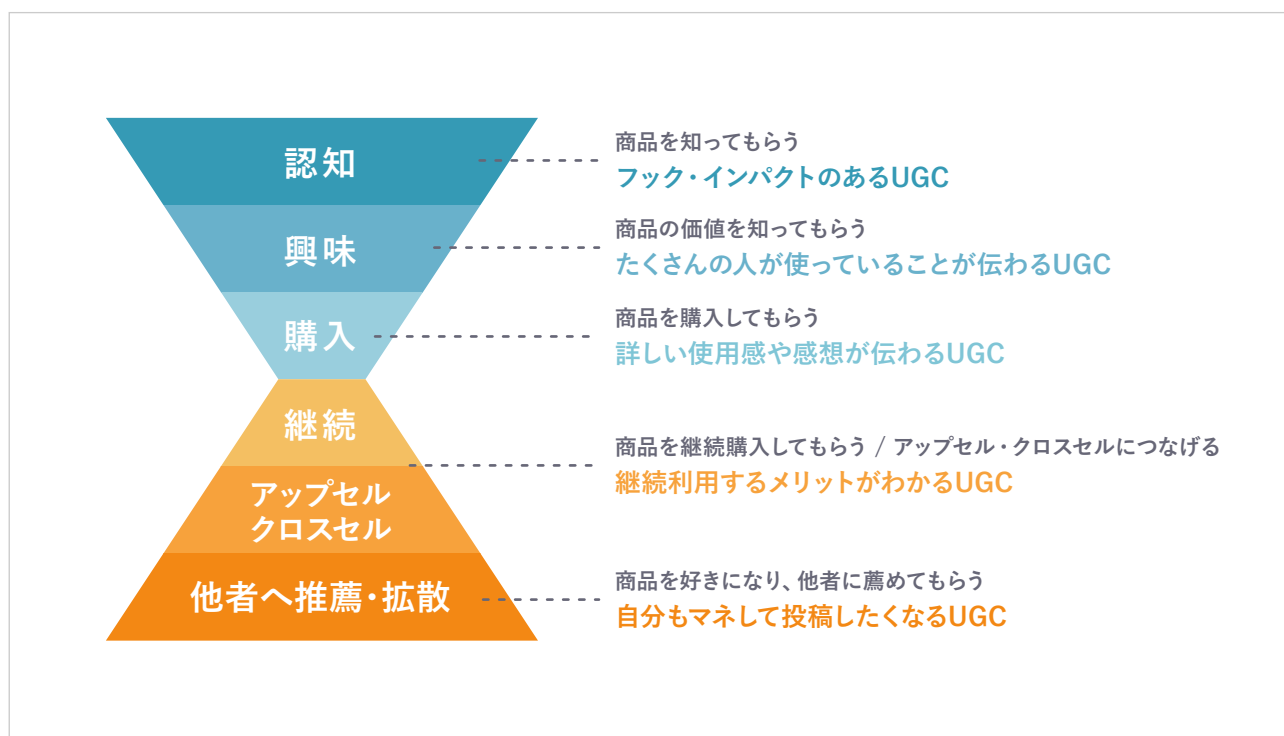 認知
商品を知ってもらう
フック・インパクトのあるUGC
興味
商品の価値を知ってもらう
たくさんの人が使っていることが伝わるUGC
購入
商品を購入してもらう
詳しい使用感や感想が伝わるUGC
継続
商品を継続購入してもらう / アップセル・クロスセルにつなげる
継続利用するメリットがわかるUGC
アップセル
クロスセル
他者へ推薦・拡散
商品を好きになり、他者に薦めてもらう
自分もマネして投稿したくなるUGC